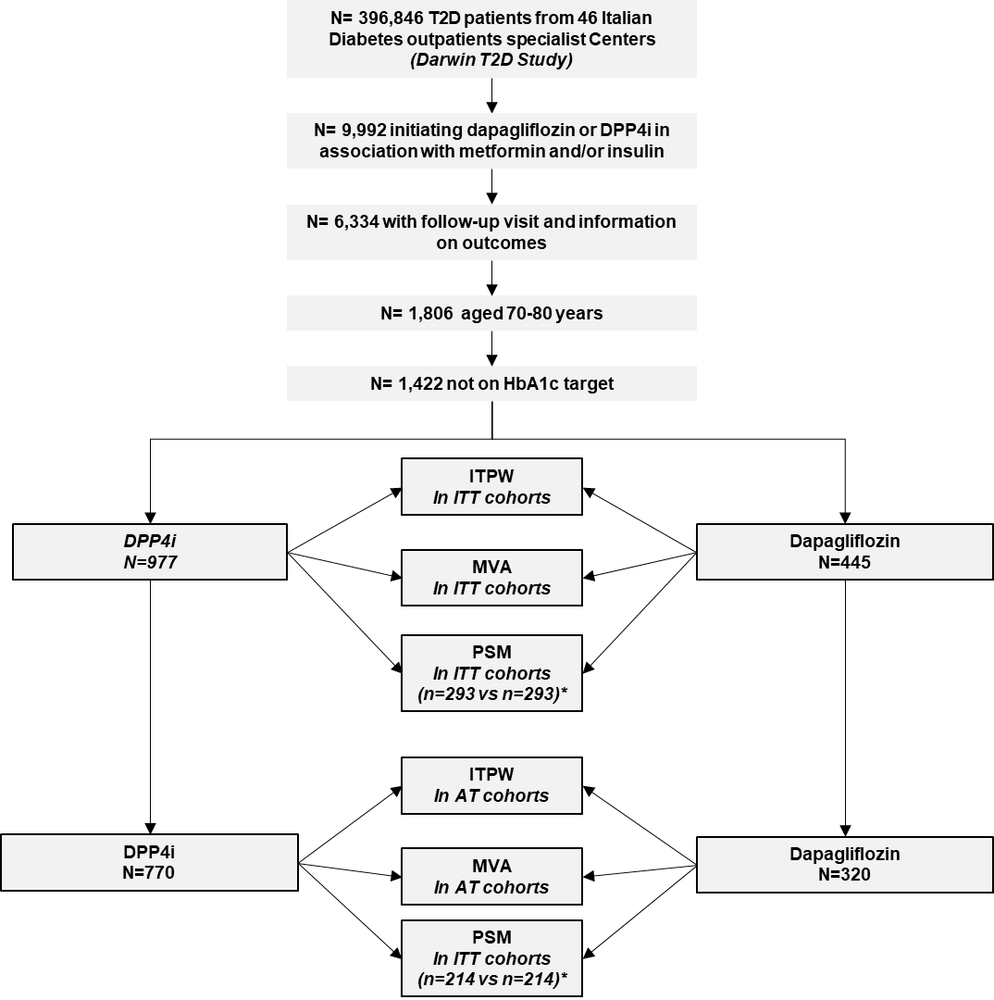 N= 396,846 T2D patients from 46 Italian
Diabetes outpatients specialist Centers
(Darwin T2D Study)
N= 9,992 initiating dapagliflozin or DPP4i in
association with metformin and/or insulin
N= 6,334 with follow-up visit and information
on outcomes
N= 1,806 aged 70-80 years
N= 1,422 not on HbA1c target
ITPW
In ITT cohorts
DPP4i
N=977
Dapagliflozin
N=445
MVA
In ITT cohorts
PSM
In ITT cohorts
(n=293 vs n=293)*
ITPW
In AT cohorts
DPP4i
N=770
Dapagliflozin
N=320
MVA
In AT cohorts
PSM
In ITT cohorts
(n=214 vs n=214)*